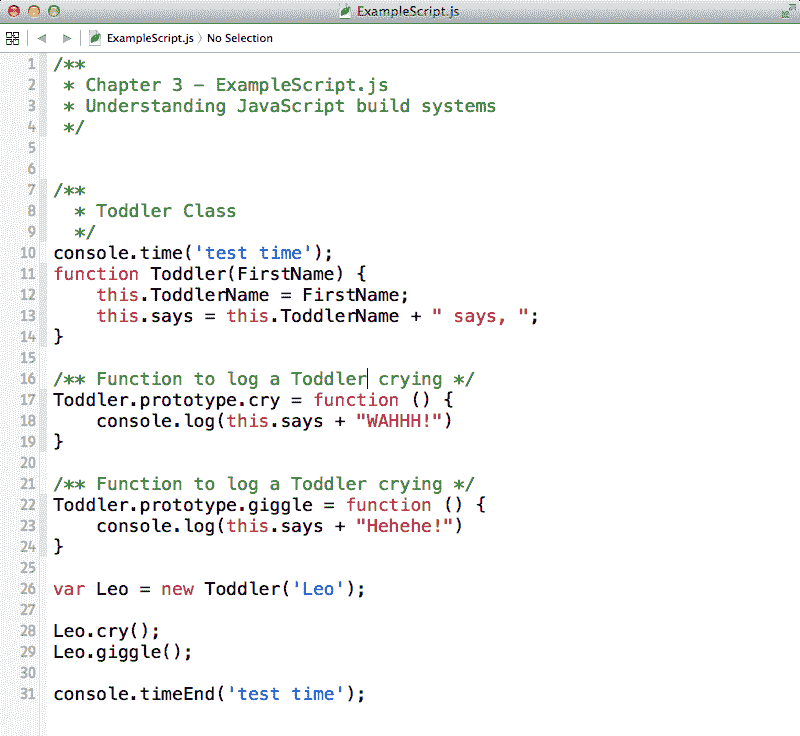 ExampleScript.js
ExampleScript.js 〉 No Selection
1 /**
2  * Chapter 3 – ExampleScript.js
3  * Understanding JavaScript build systems
4  */
5
6
7 /**
8   * Toddler Class
9   */
10 console.time('test time');
11 function Toddler(FirstName) {
12     this.ToddlerName = FirstName;
13     this.says = this.ToddlerName + " says, ";
14 }
15
16 /** Function to log a Toddler crying */
17 Toddler.prototype.cry = function () {
18     console.log(this.says + "WAHHH!")
19 }
20
21 /** Function to log a Toddler crying */
22 Toddler.prototype.giggle = function () {
23     console.log(this.says + "Hehehe!")
24 }
25
26 var Leo = new Toddler('Leo');
27
28 Leo.cry();
29 Leo.giggle();
30
31 console.timeEnd('test time');